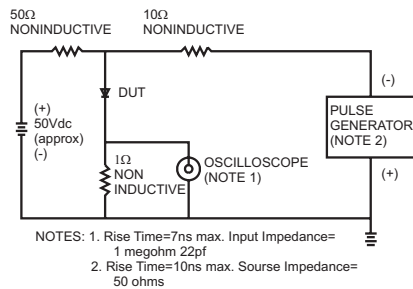 50Ω
NONINDUCTIVE
10Ω
NONINDUCTIVE
DUT
(+)
50Vdc
(approx)
(-)
1Ω
NON
INDUCTIVE
OSCILLOSCOPE
(NOTE 1)
(-)
PULSE
GENERATOR
(NOTE 2)
(+)
NOTES: 1. Rise Time=7ns max. Input Impedance=
1 megohm 22pf
2. Rise Time=10ns max. Sourse Impedance=
50 ohms